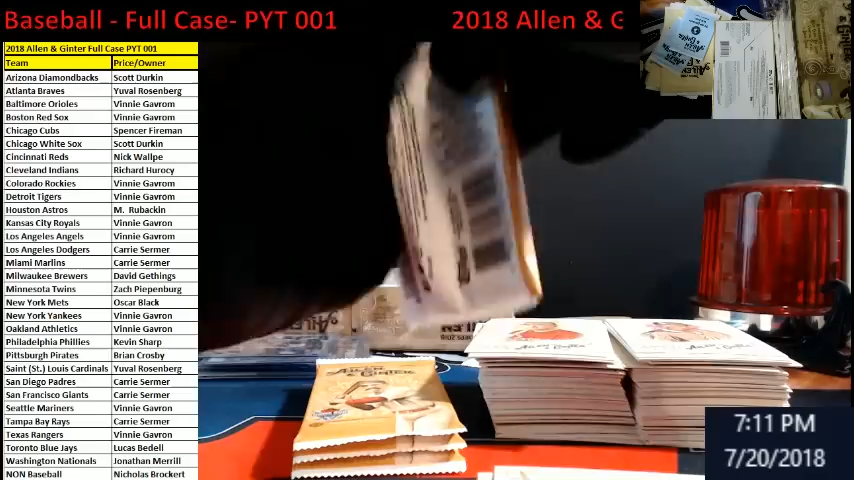 Baseball - Full Case- PYT 001
2018 Allen & G
2018 Allen & Ginter Full Case PYT 001
Team Price/Owner
Arizona Diamondbacks Scott Durkin
Atlanta Braves Yuval Rosenberg
Baltimore Orioles Vinnie Gavrom
Boston Red Sox Vinnie Gavrom
Chicago Cubs Spencer Fireman
Chicago White Sox Scott Durkin
Cincinnati Reds Nick Wallpe
Cleveland Indians Richard Hurocy
Colorado Rockies Vinnie Gavrom
Detroit Tigers Vinnie Gavrom
Houston Astros M. Rubackin
Kansas City Royals Vinnie Gavron
Los Angeles Angels Vinnie Gavrom
Los Angeles Dodgers Carrie Sermer
Miami Marlins Carrie Sermer
Milwaukee Brewers David Gethings
Minnesota Twins Zach Piepenburg
New York Mets Oscar Black
New York Yankees Vinnie Gavron
Oakland Athletics Vinnie Gavrom
Philadelphia Phillies Kevin Sharp
Pittsburgh Pirates Brian Crosby
Saint (St.) Louis Cardinals Yuval Rosenberg
San Diego Padres Carrie Sermer
San Francisco Giants Carrie Sermer
Seattle Mariners Vinnie Gavron
Tampa Bay Rays Carrie Sermer
Texas Rangers Vinnie Gavron
Toronto Blue Jays Lucas Bedell
Washington Nationals Jonathan Merrill
NON Baseball Nicholas Brockert
Allen & Ginter
7:11 PM
7/20/2018